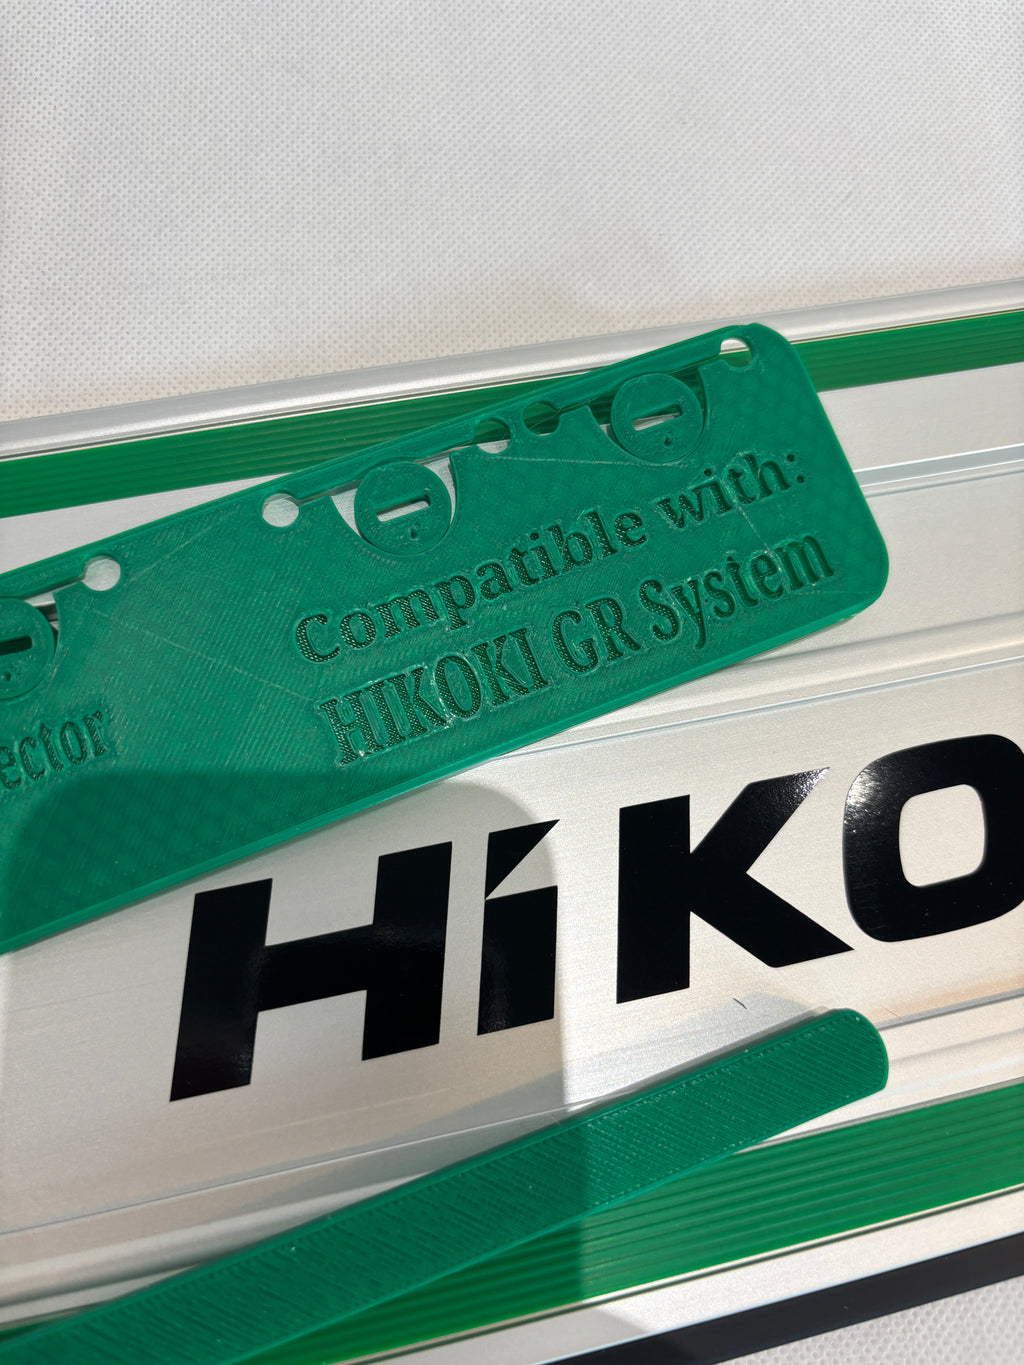 Compatible with:
HIKOKI GR System
ector
HiKO